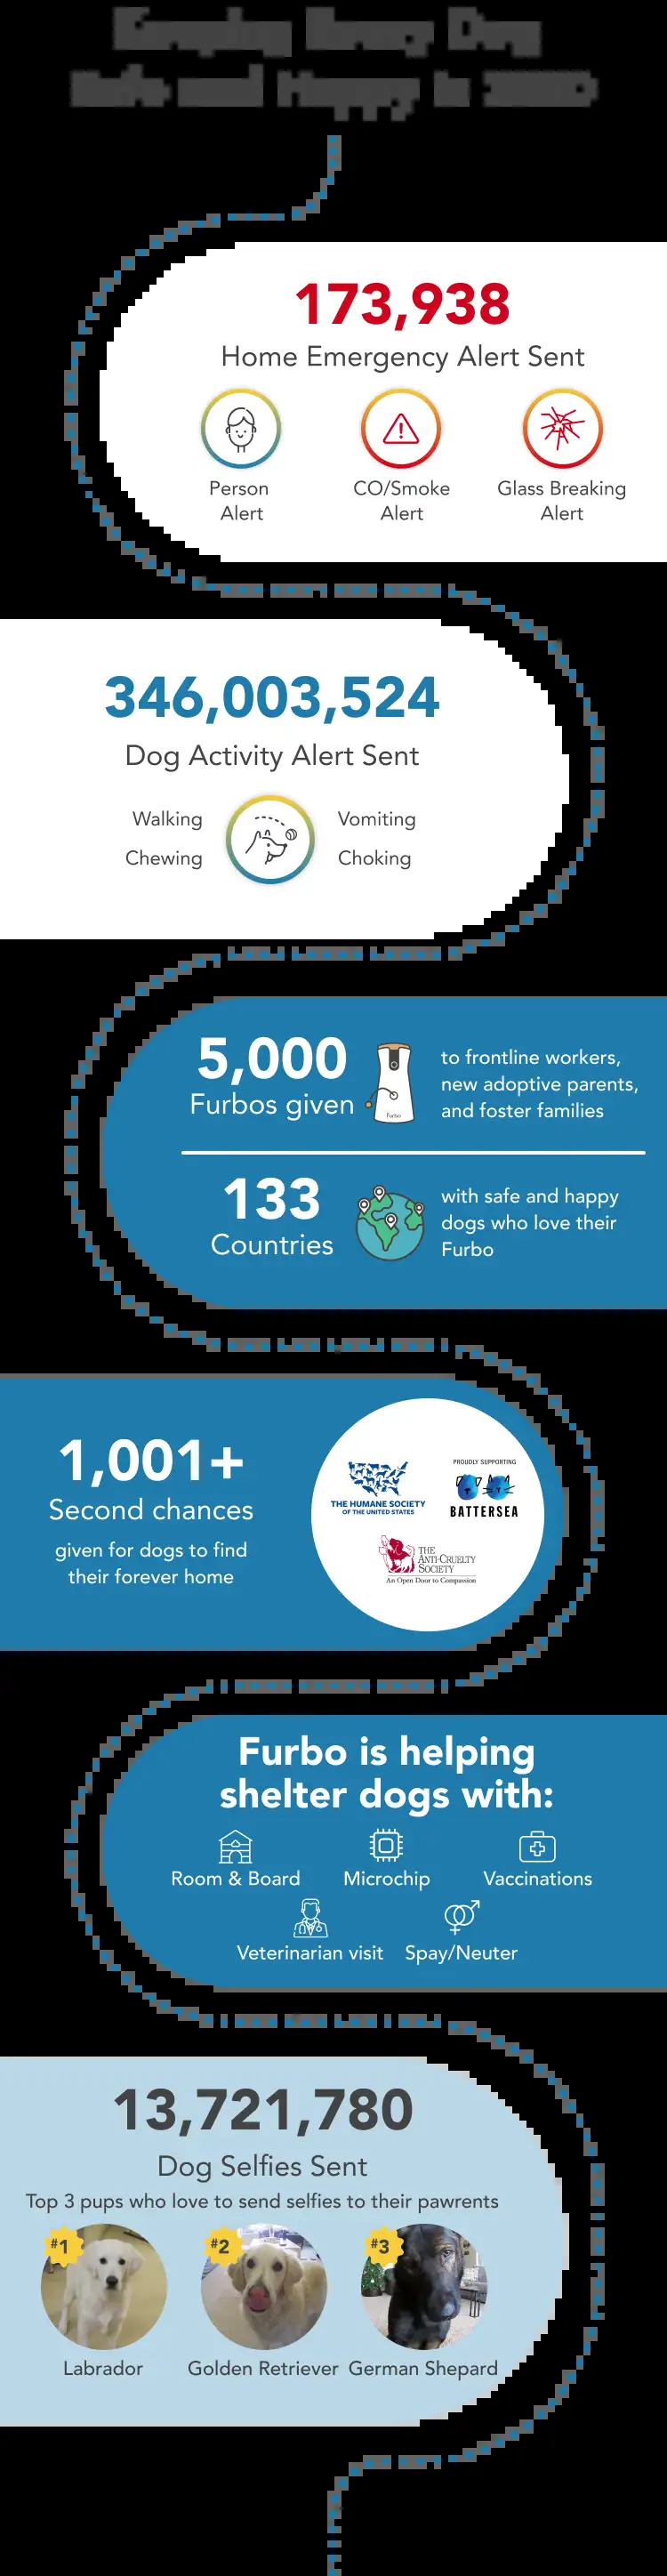 Keeping Every Dog
Safe and Happy in 2020
173,938
Home Emergency Alert Sent
Person
Alert
CO/Smoke
Alert
Glass Breaking
Alert
346,003,524
Dog Activity Alert Sent
Walking
Chewing
Vomiting
Choking
5,000
Furbos given
Furbo
to frontline workers,
new adoptive parents,
and foster families
133
Countries
with safe and happy
dogs who love their
Furbo
1,001+
Second chances
given for dogs to find
their forever home
THE HUMANE SOCIETY
OF THE UNITED STATES
PROUDLY SUPPORTING
BATTERSEA
THE
ANTI-CRUELTY
SOCIETY
An Open Door to Compassion
Furbo is helping
shelter dogs with:
Room & Board
Microchip
Vaccinations
Veterinarian visit
Spay/Neuter
13,721,780
Dog Selfies Sent
Top 3 pups who love to send selfies to their pawrents
#1
#2
#3
Labrador
Golden Retriever
German Shepard